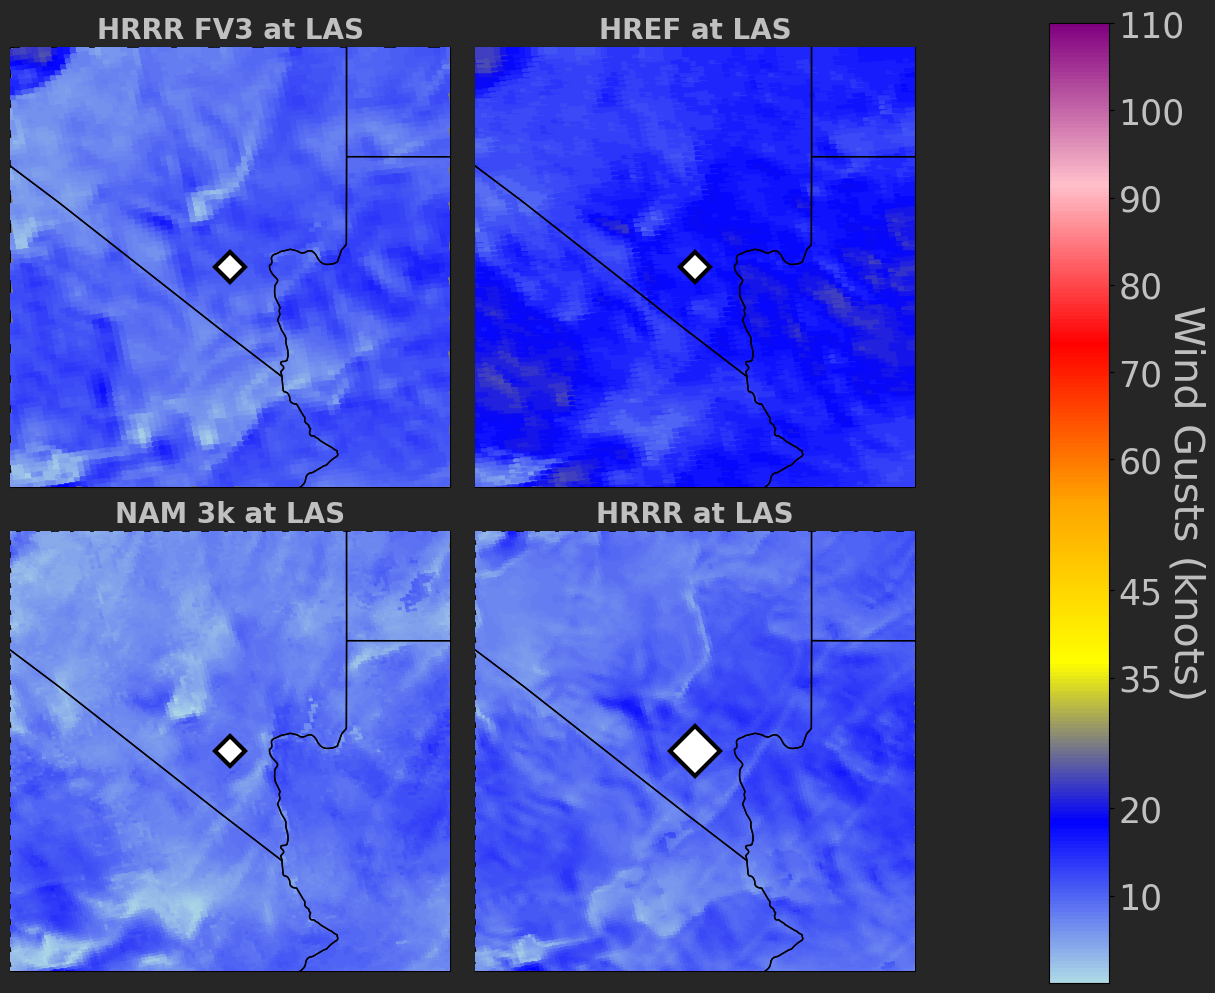 HRRR FV3 at LAS
HREF at LAS
NAM 3k at LAS
HRRR at LAS
110
100
90
80
70
60
45
35
20
10
Wind Gusts (knots)